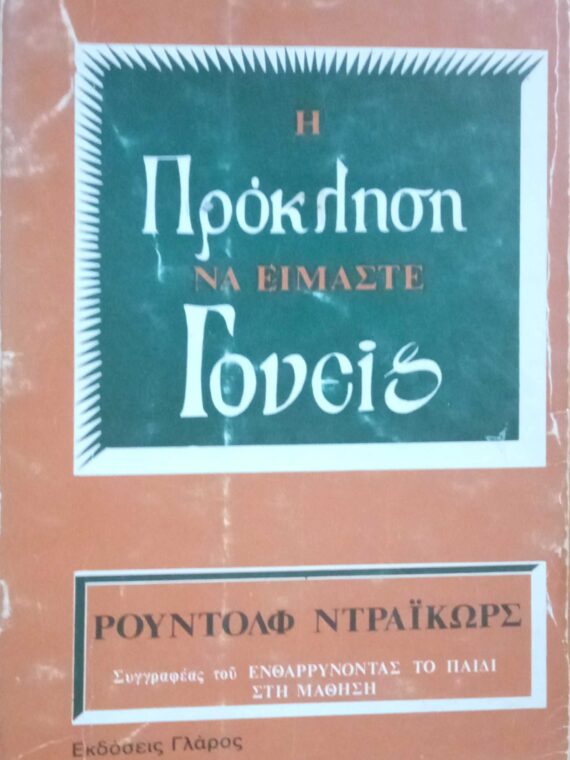 Η
Πρόκληση
ΝΑ ΕΙΜΑΣΤΕ
Γονείς
ΡΟΥΝΤΟΛΦ ΝΤΡΑΪΚΩΡΣ
Συγγραφέας τοῦ ΕΝΘΑΡΡΥΝΟΝΤΑΣ ΤΟ ΠΑΙΔΙ
ΣΤΗ ΜΑΘΗΣΗ
Εκδόσεις Γλάρος